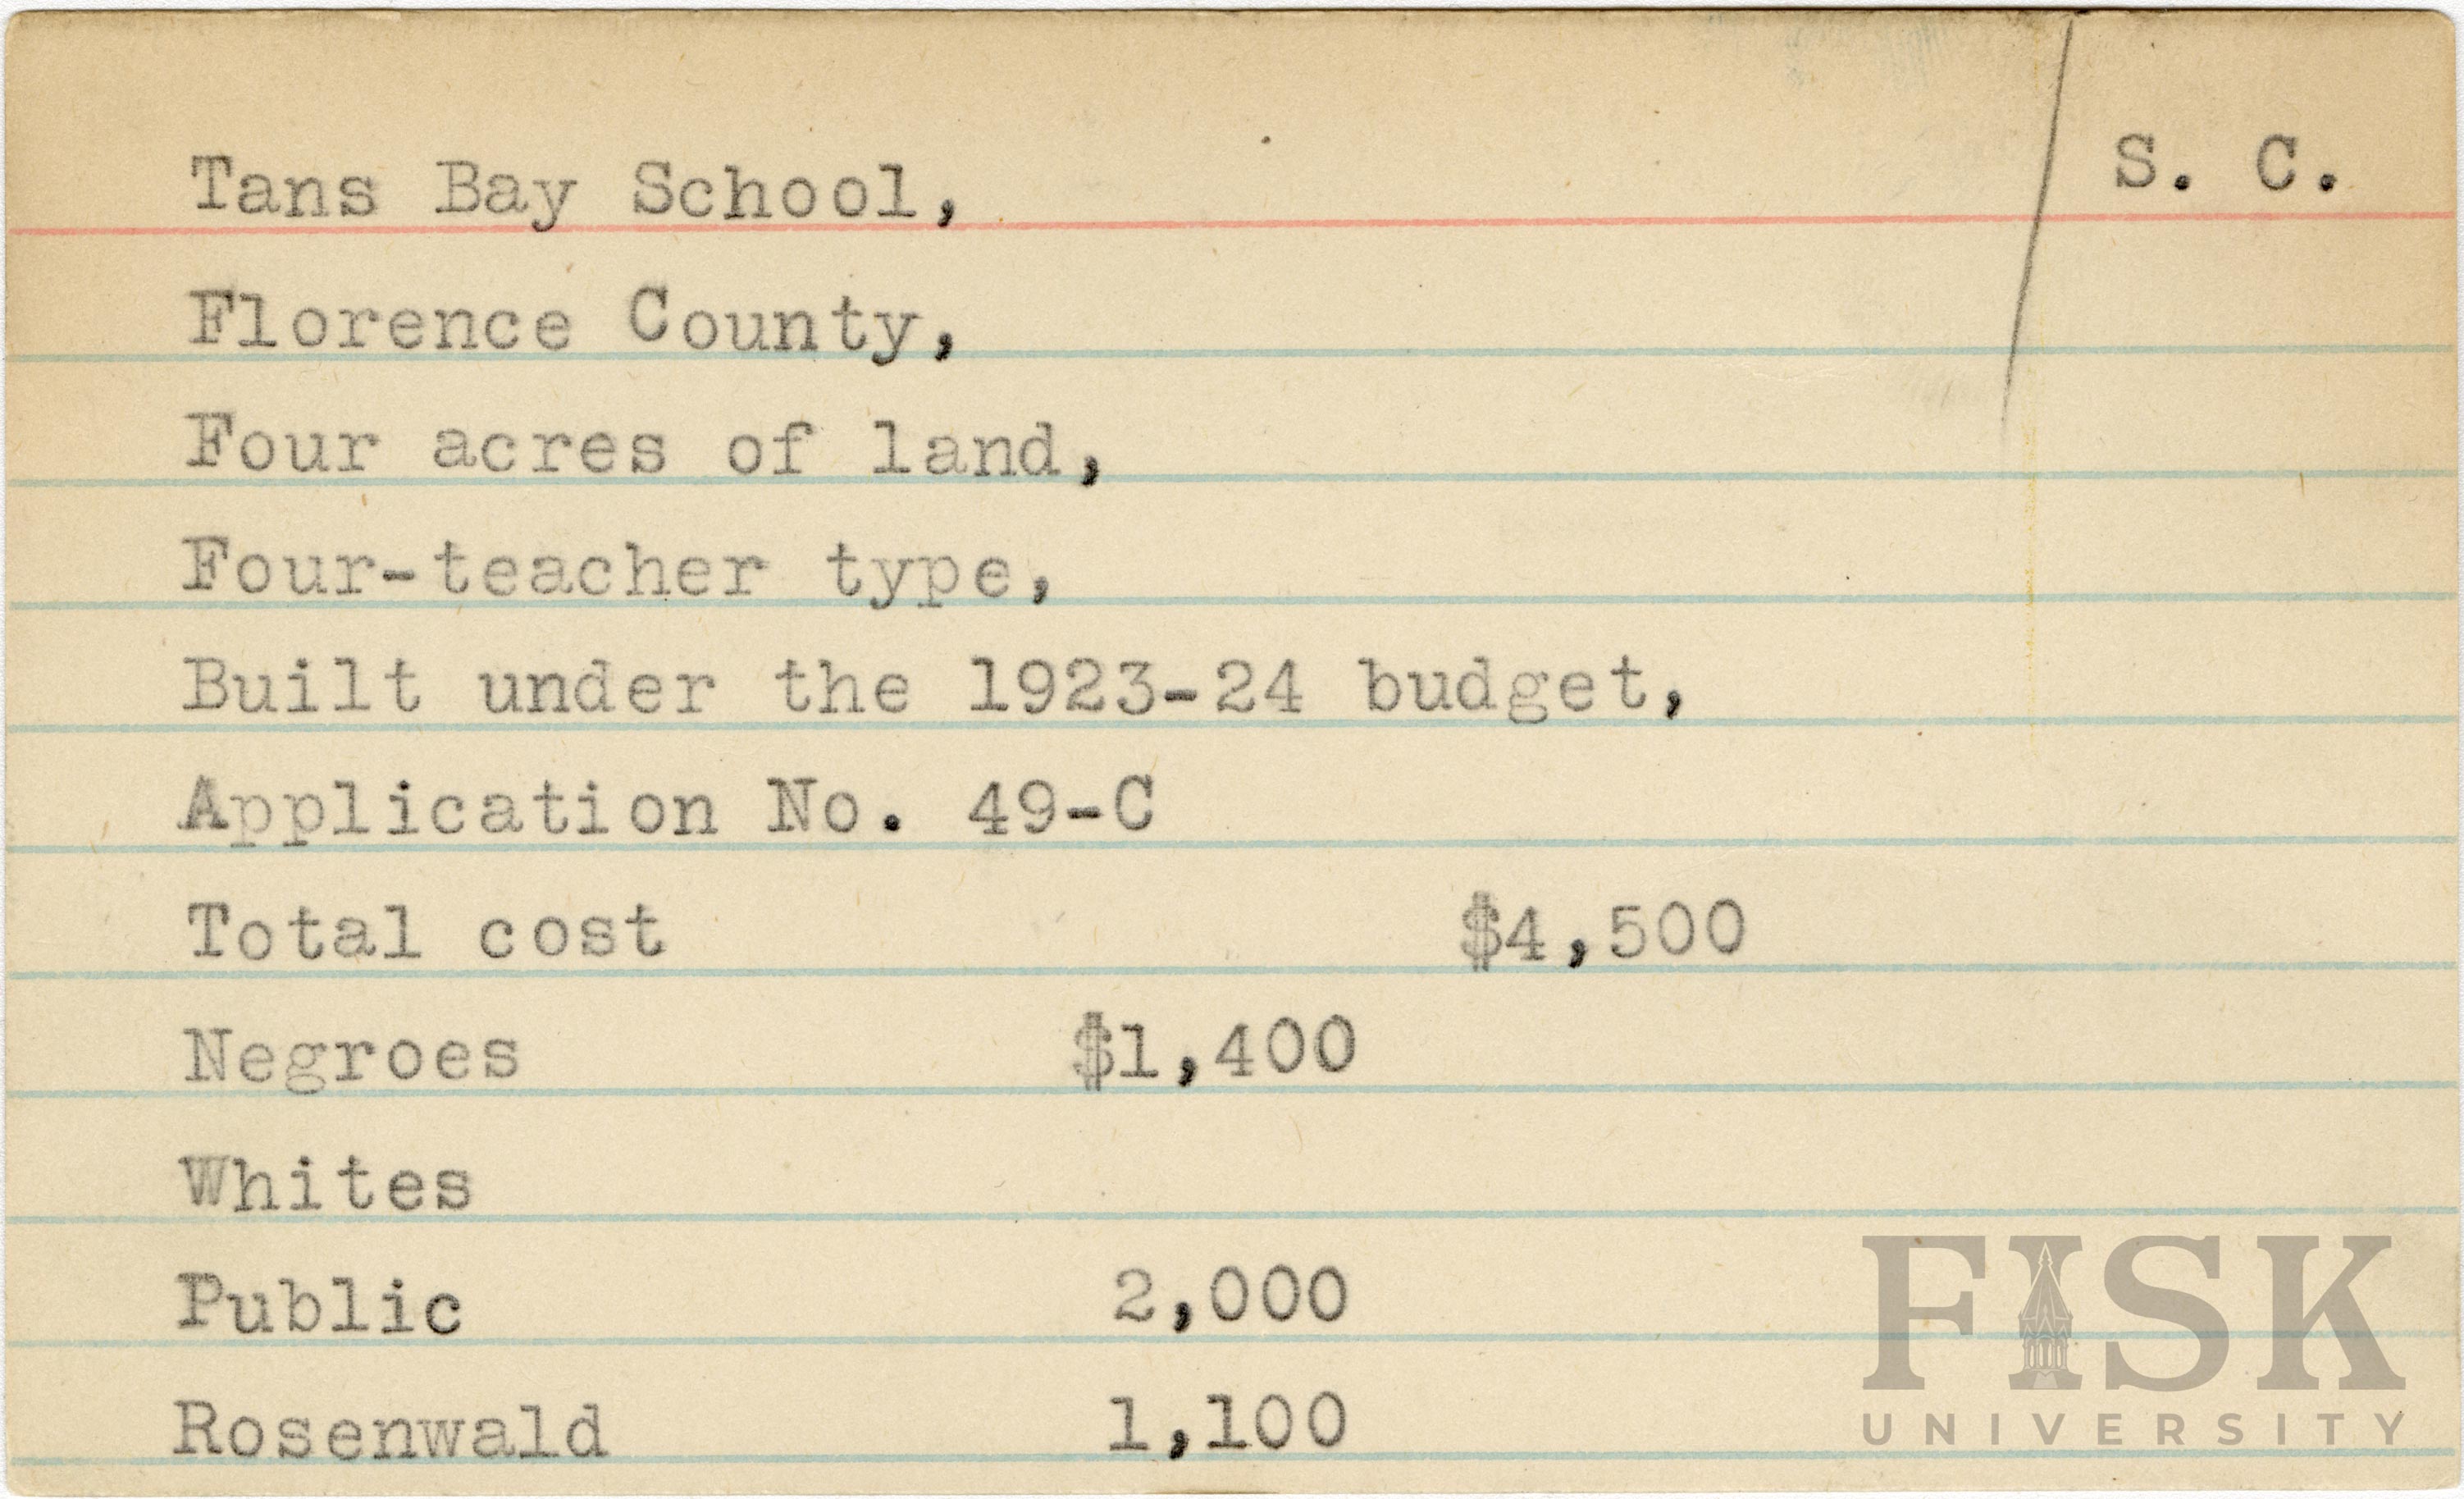 Tans Bay School, S. C.
Florence County,
Four acres of land,
Four-teacher type,
Built under the 1923-24 budget,
Application No. 49-C
Total cost $4,500
Negroes $1,400
Whites
Public 2,000
Rosenwald 1,100
FISK
UNIVERSITY